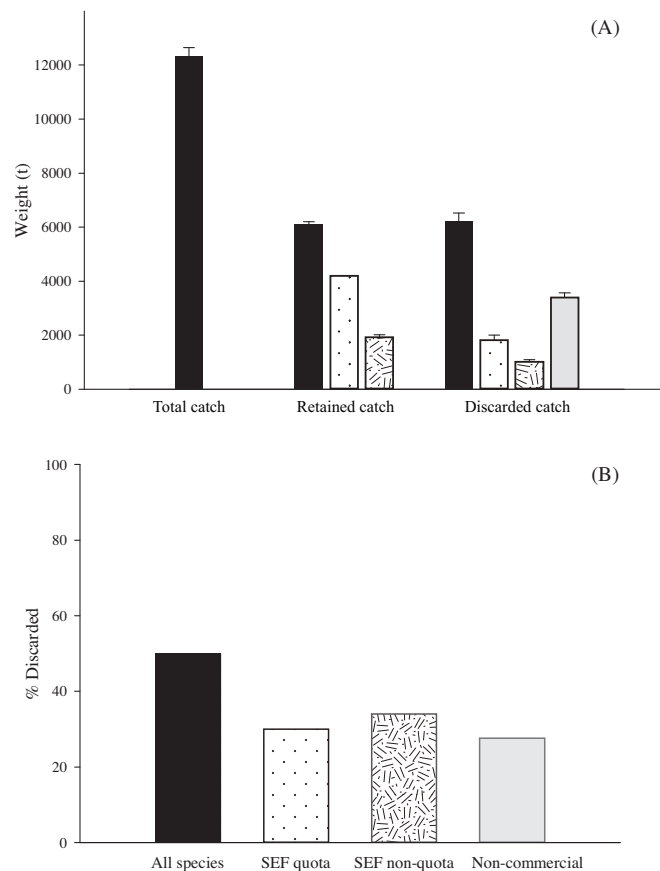 (A)
12000
10000
8000
6000
4000
2000
0
Weight (t)
Total catch Retained catch Discarded catch
(B)
100
80
60
40
20
0
% Discarded
All species SEF quota SEF non-quota Non-commercial